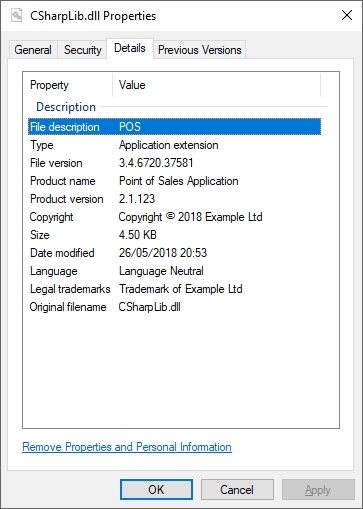 CSharpLib.dll Properties
General Security Details Previous Versions
Property Value
Description
File description POS
Type Application extension
File version 3.4.6720.37581
Product name Point of Sales Application
Product version 2.1.123
Copyright Copyright © 2018 Example Ltd
Size 4.50 KB
Date modified 26/05/2018 20:53
Language Language Neutral
Legal trademarks Trademark of Example Ltd
Original filename CSharpLib.dll
Remove Properties and Personal Information
OK Cancel Apply